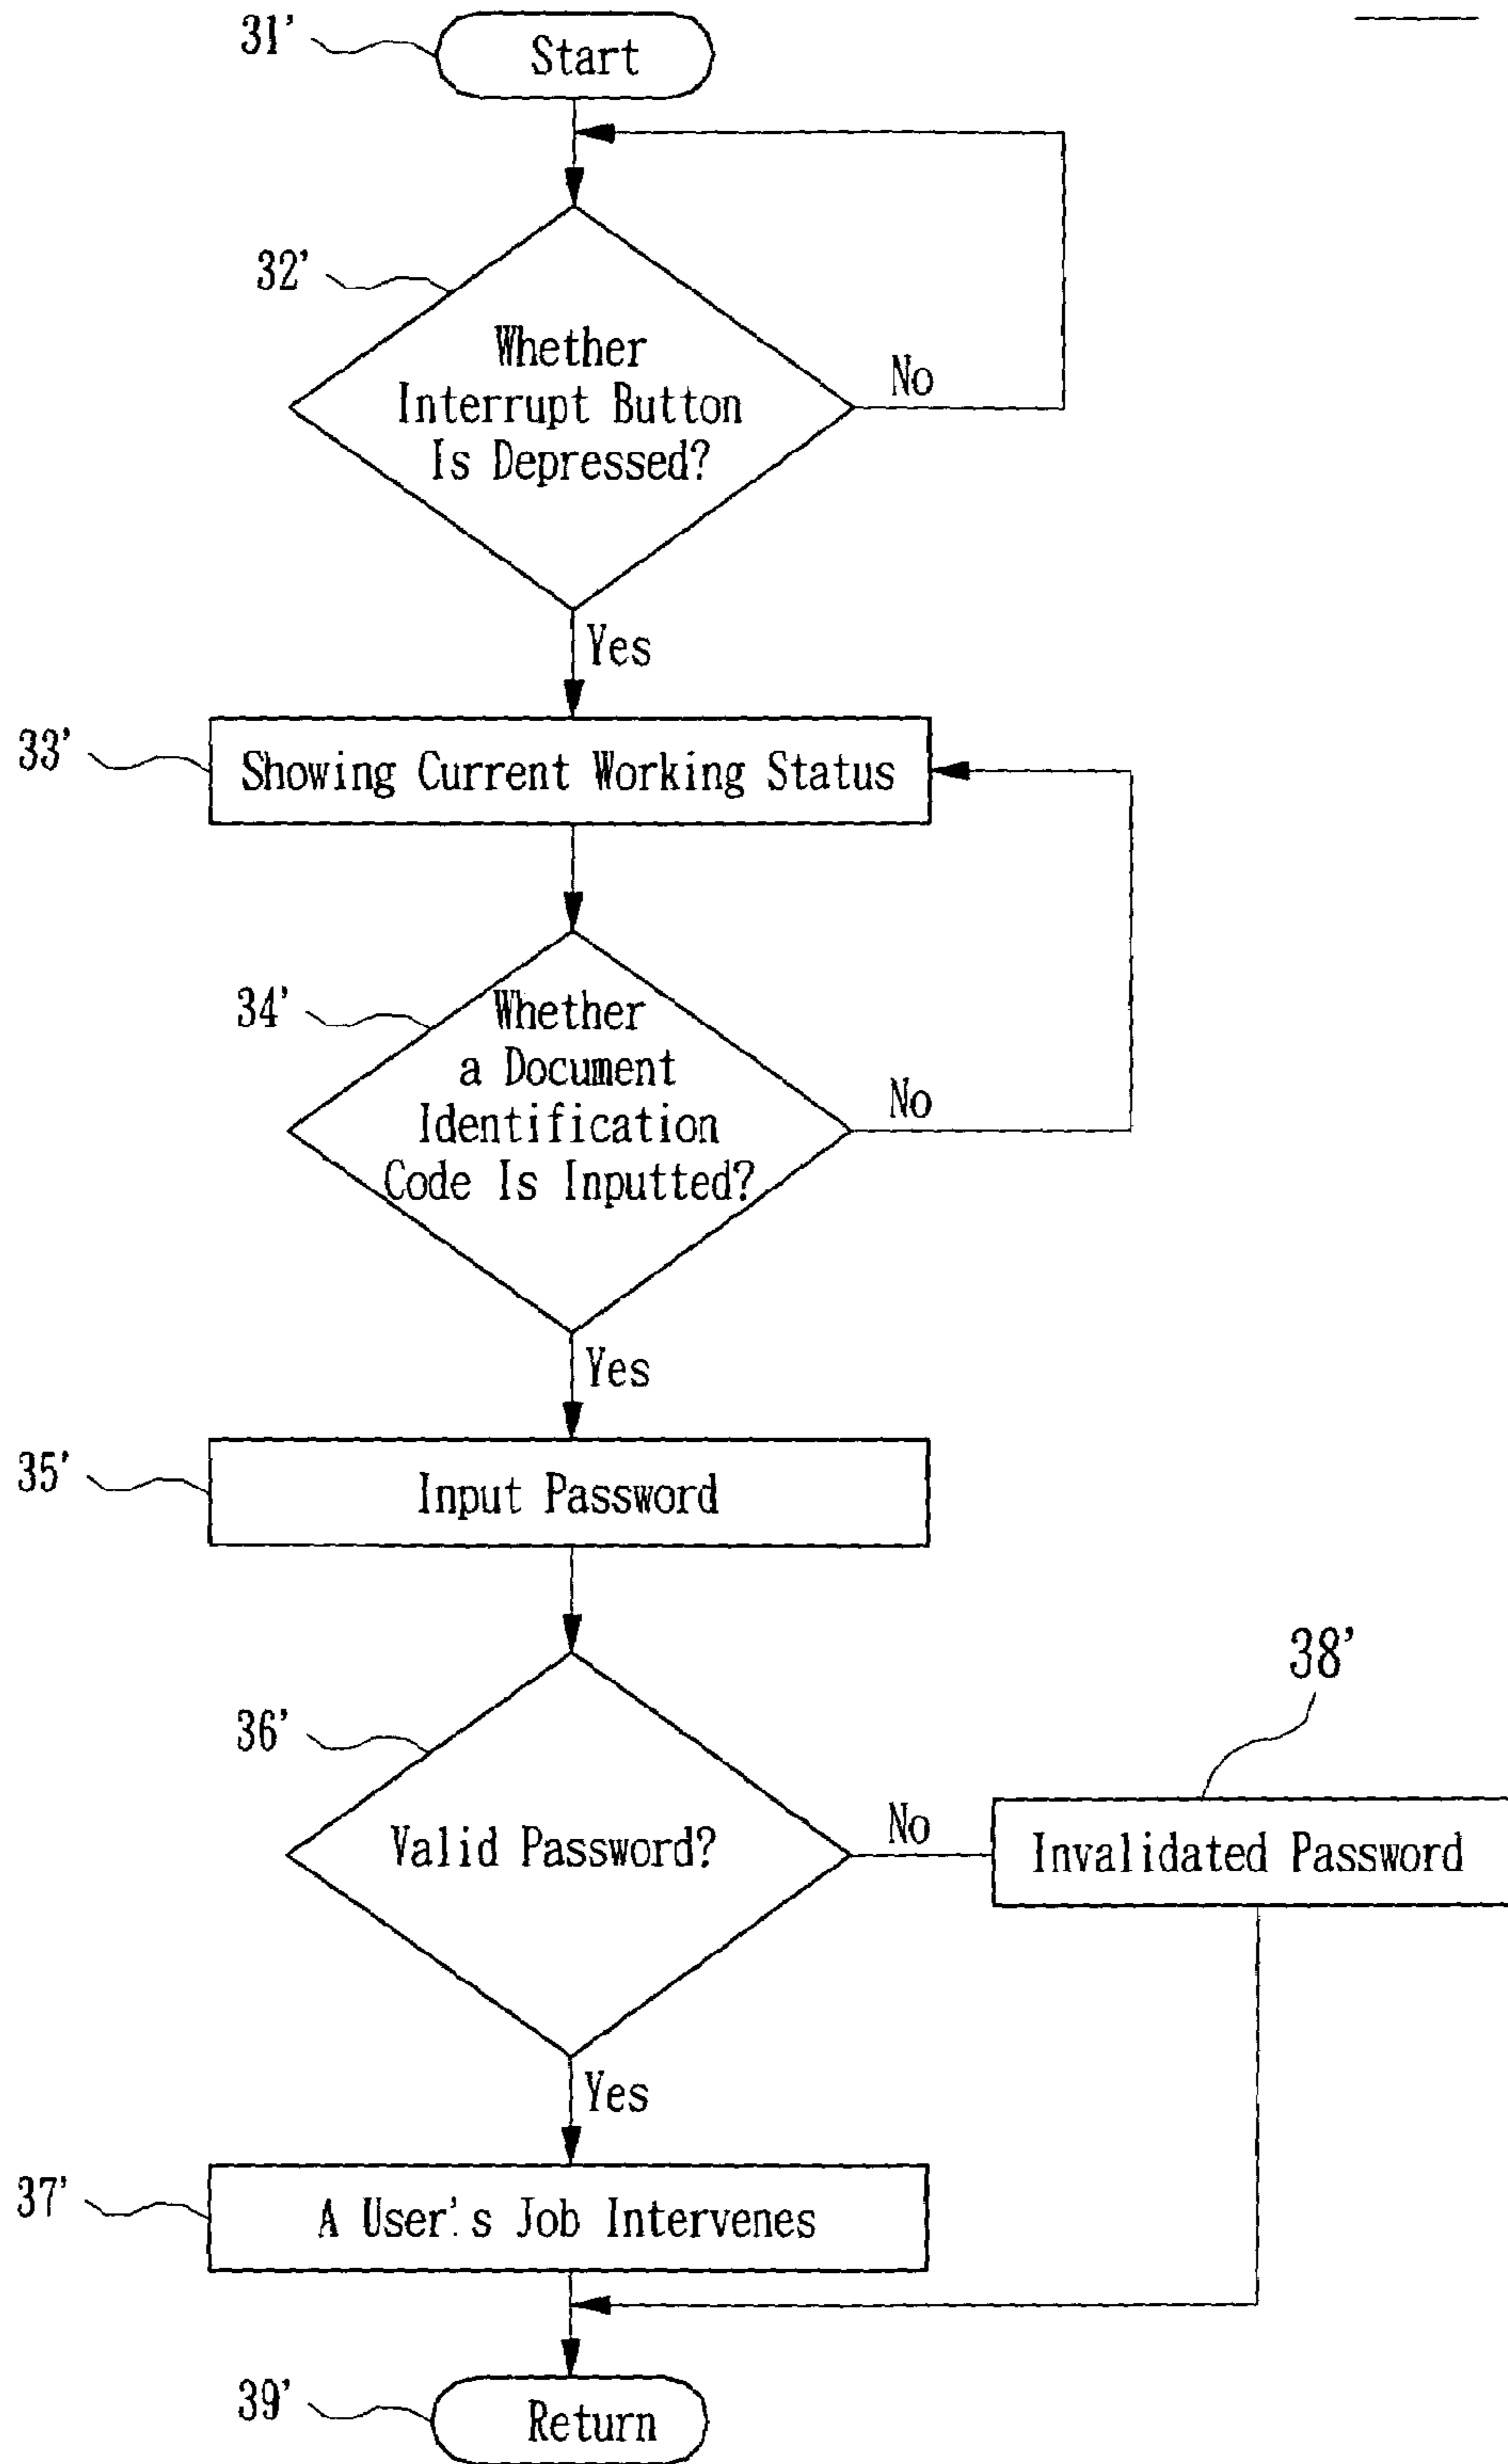 31'
Start
32'
Whether
Interrupt Button
Is Depressed?
No
Yes
33'
Showing Current Working Status
34'
Whether
a Document
Identification
Code Is Inputted?
No
Yes
35'
Input Password
36'
Valid Password?
No
38'
Invalidated Password
Yes
37'
A User's Job Intervenes
39'
Return